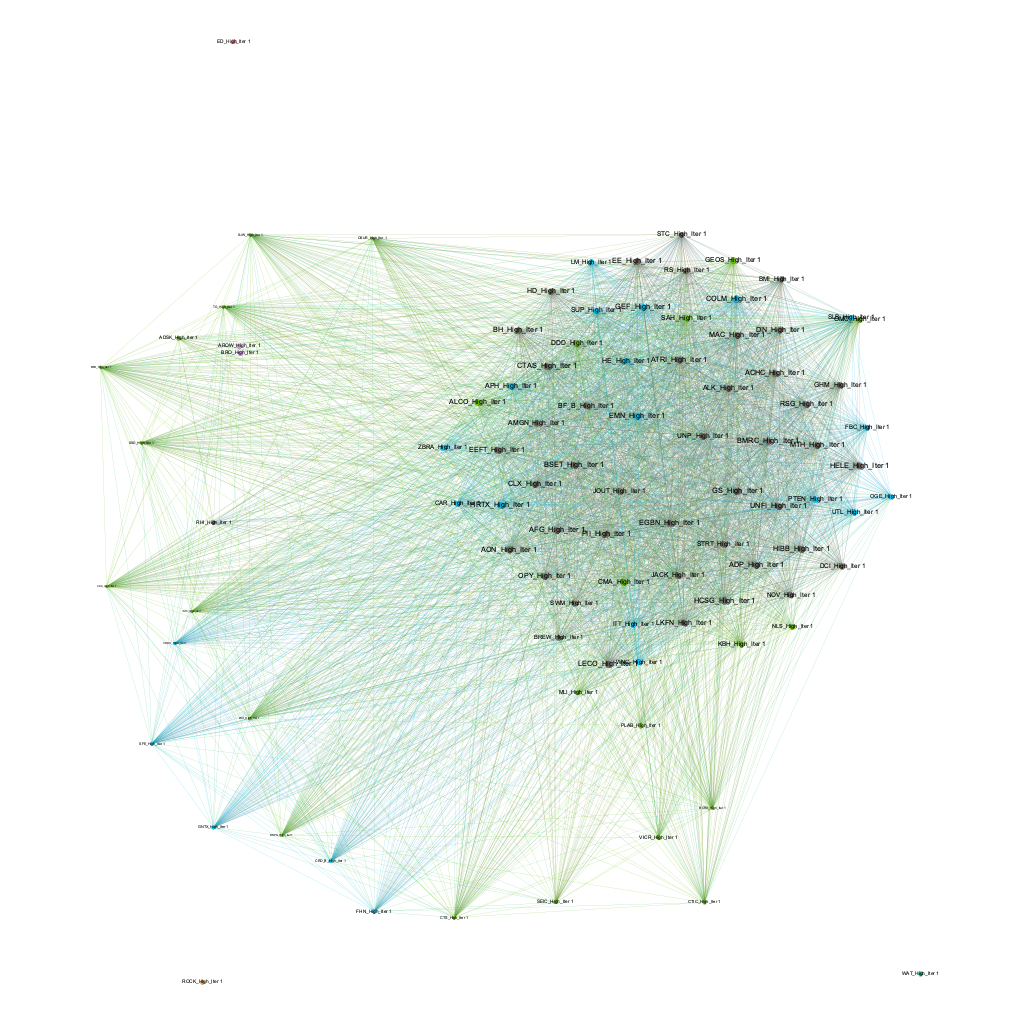 ED_High_Iter 1
STC_High_Iter 1
GEOS_High_Iter 1
LM_High_Iter 1
EE_High_Iter 1
RS_High_Iter 1
BMI_High_Iter 1
HD_High_Iter 1
COLM_High_Iter 1
SUP_High_Iter 1
GEF_High_Iter 1
SAH_High_Iter 1
BH_High_Iter 1
DN_High_Iter 1
MAC_High_Iter 1
ADSK_High_Iter 1
DDD_High_Iter 1
AROW_High_Iter 1
BRO_High_Iter 1
HE_High_Iter 1
ATRI_High_Iter 1
CTAS_High_Iter 1
ACHC_High_Iter 1
APH_High_Iter 1
ALK_High_Iter 1
GHM_High_Iter 1
ALCO_High_Iter 1
BF_B_High_Iter 1
RSG_High_Iter 1
EMN_High_Iter 1
AMGN_High_Iter 1
FBC_High_Iter 1
UNP_High_Iter 1
BMRC_High_Iter 1
MTH_High_Iter 1
ZBRA_High_Iter 1
EEFT_High_Iter 1
BSET_High_Iter 1
HELE_High_Iter 1
CLX_High_Iter 1
JOUT_High_Iter 1
GS_High_Iter 1
OGE_High_Iter 1
PTEN_High_Iter 1
CAR_High_Iter 1
HRTX_High_Iter 1
UNFI_High_Iter 1
UTL_High_Iter 1
RHI_High_Iter 1
EGBN_High_Iter 1
AFG_High_Iter 1
PII_High_Iter 1
STRT_High_Iter 1
AON_High_Iter 1
HIBB_High_Iter 1
ADP_High_Iter 1
DCI_High_Iter 1
OPY_High_Iter 1
JACK_High_Iter 1
CMA_High_Iter 1
NOV_High_Iter 1
HCSG_High_Iter 1
SWM_High_Iter 1
LKFN_High_Iter 1
NLS_High_Iter 1
BREW_High_Iter 1
KBH_High_Iter 1
LECO_High_Iter 1
MLI_High_Iter 1
PLAB_High_Iter 1
VICR_High_Iter 1
GNTX_High_Iter 1
CRD_B_High_Iter 1
SEIC_High_Iter 1
CTIC_High_Iter 1
FHN_High_Iter 1
CTS_High_Iter 1
WAT_High_Iter 1
ROCK_High_Iter 1